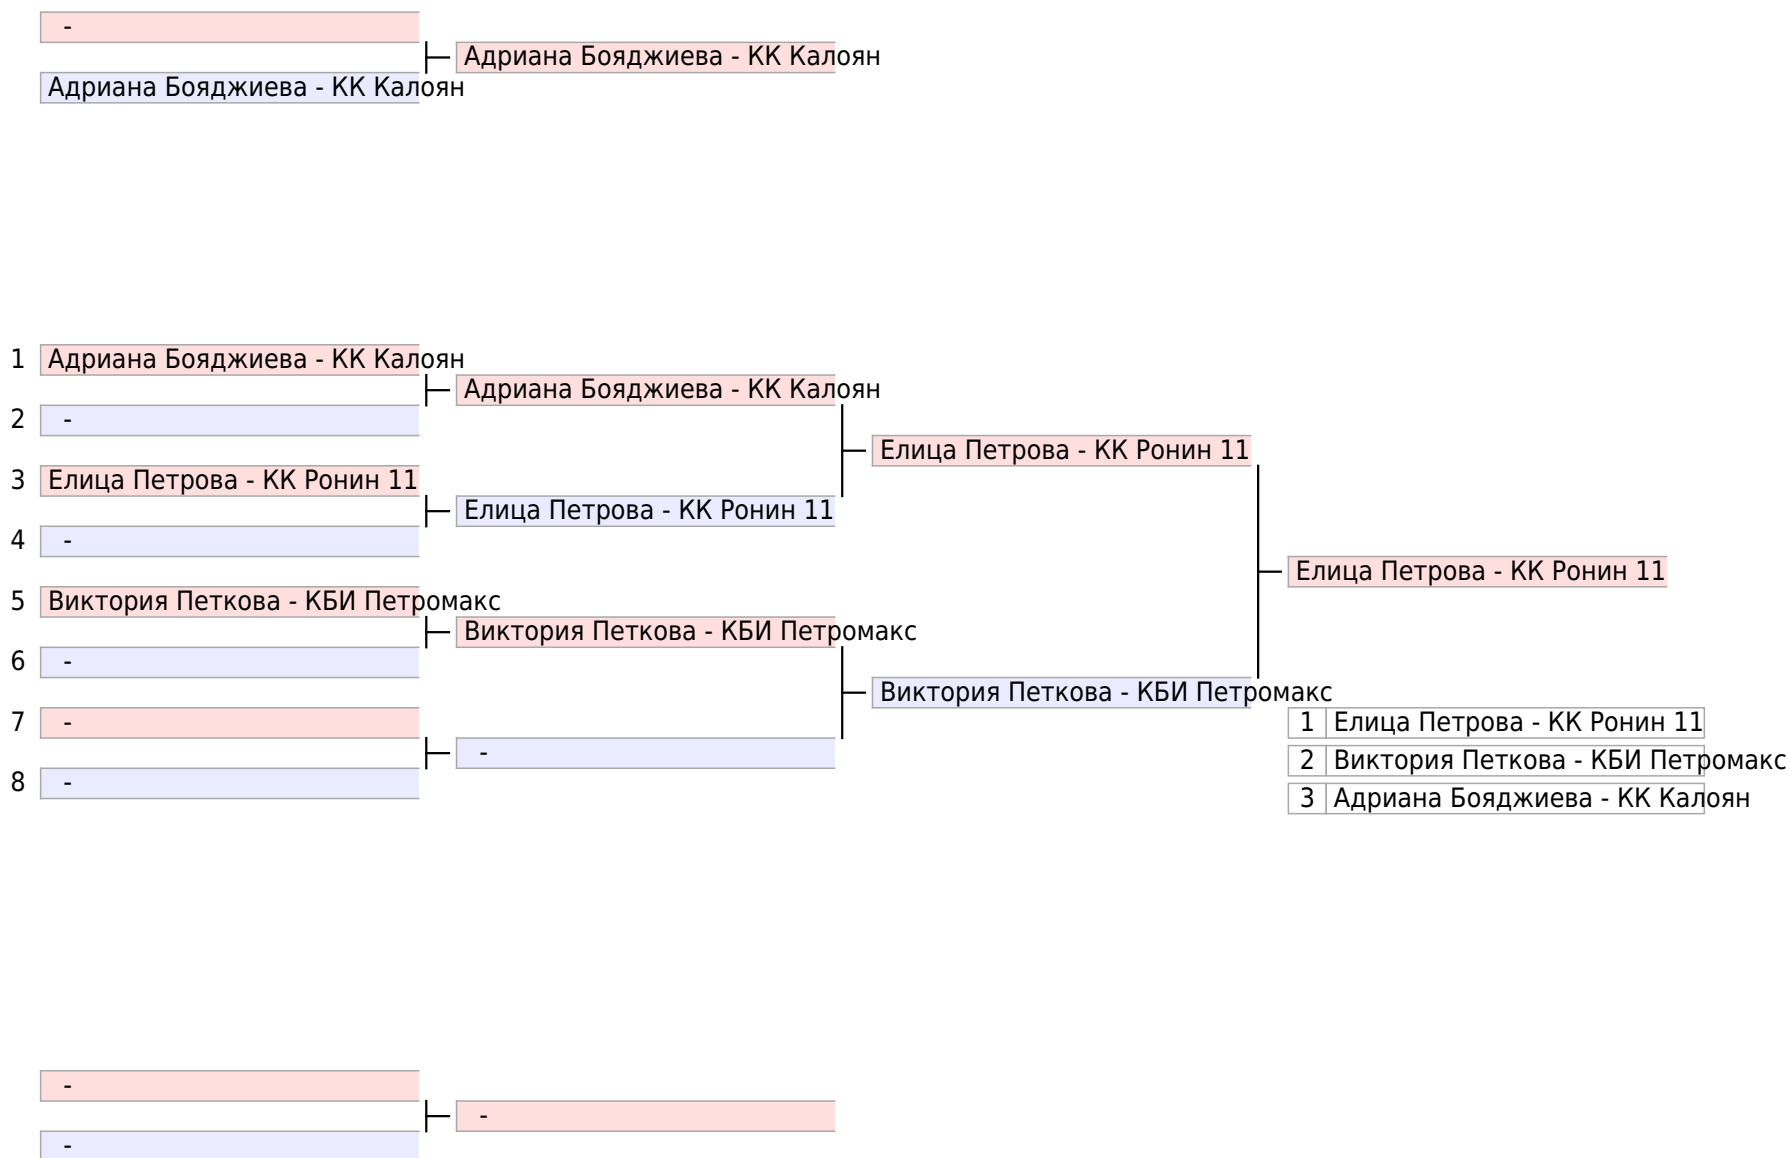 -
Адриана Бояджиева - КК Калоян
Адриана Бояджиева - КК Калоян
1 Адриана Бояджиева - КК Калоян
Адриана Бояджиева - КК Калоян
2 -
Елица Петрова - КК Ронин 11
3 Елица Петрова - КК Ронин 11
Елица Петрова - КК Ронин 11
4 -
Елица Петрова - КК Ронин 11
5 Виктория Петкова - КБИ Петромакс
Виктория Петкова - КБИ Петромакс
6 -
Виктория Петкова - КБИ Петромакс
7 -
1 Елица Петрова - КК Ронин 11
-
2 Виктория Петкова - КБИ Петромакс
8 -
3 Адриана Бояджиева - КК Калоян
-
-
-